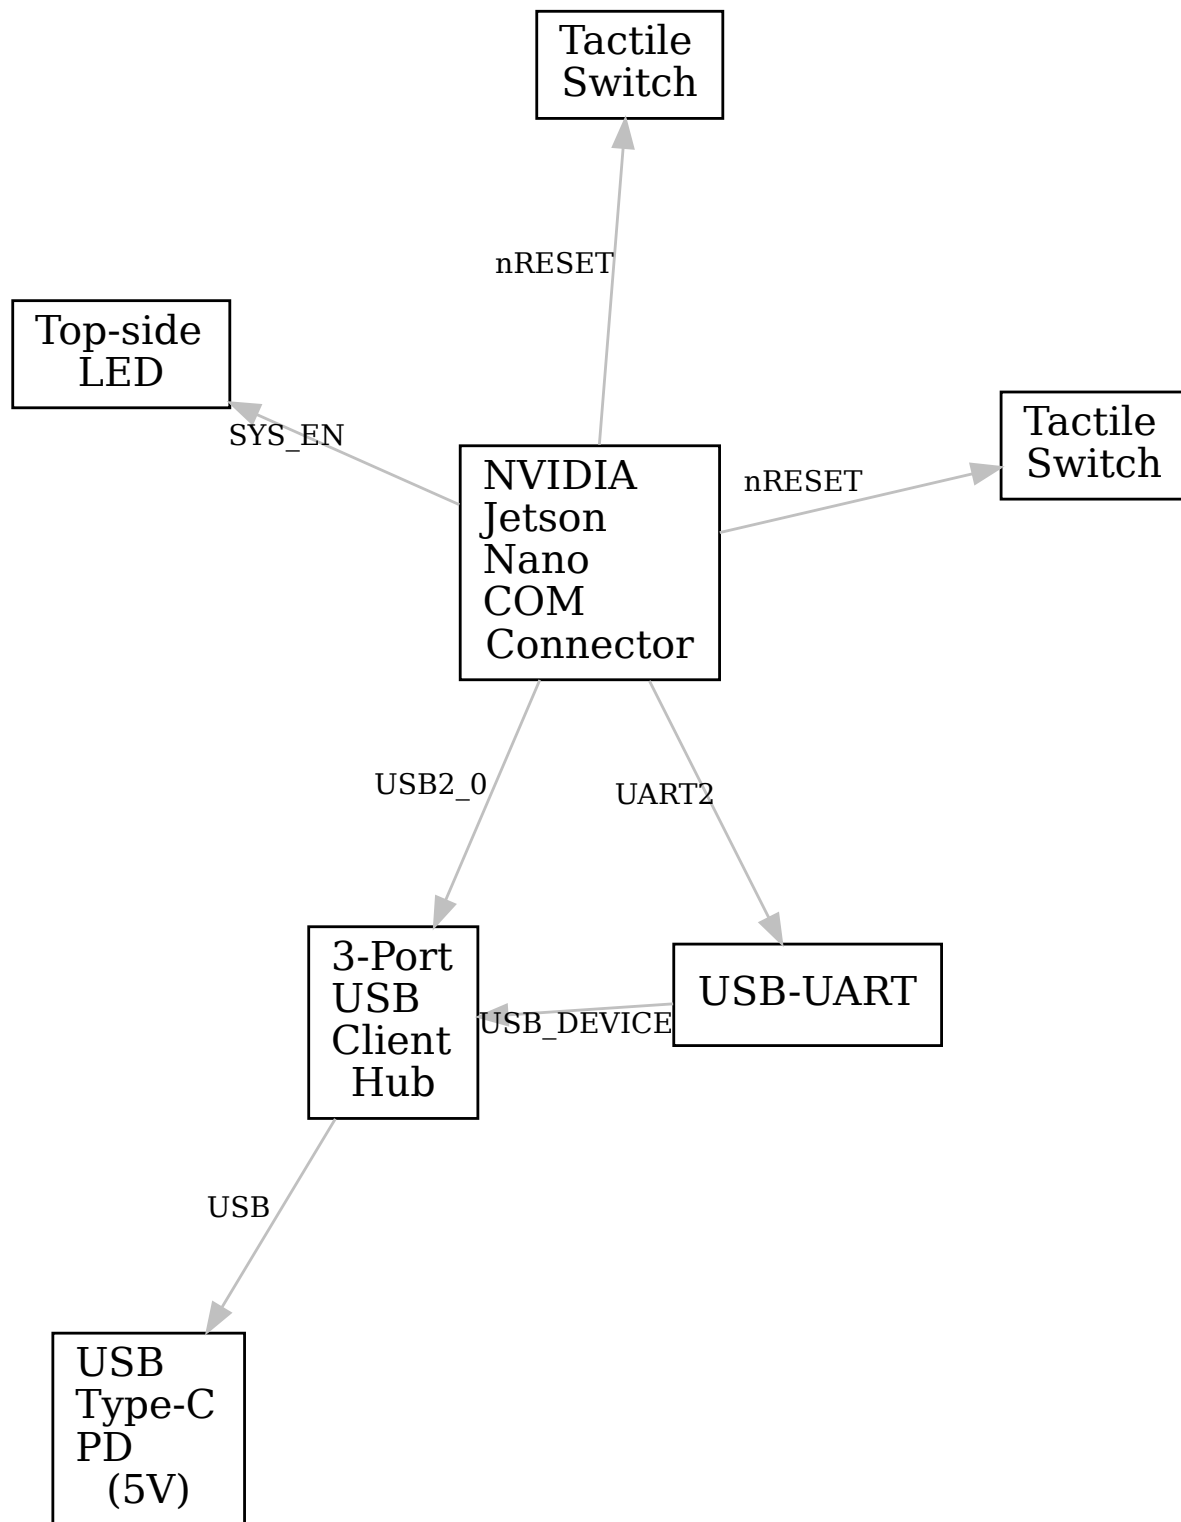 Tactile
Switch
nRESET
Top-side
LED
SYS_EN
Tactile
Switch
nRESET
NVIDIA
Jetson
Nano
COM
Connector
USB2_0
UART2
3-Port
USB
Client
Hub
USB_DEVICE
USB-UART
USB
USB
Type-C
PD
(5V)